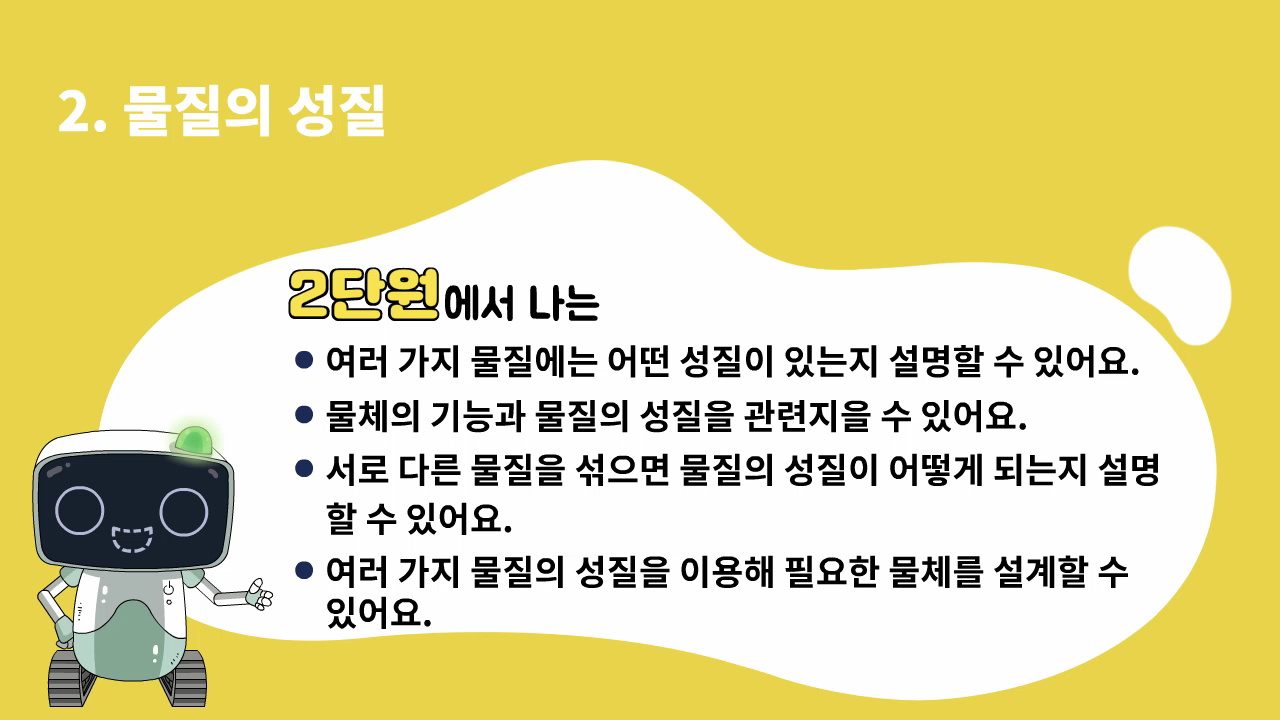 2. 물질의 성질
2단원에서 나는
여러 가지 물질에는 어떤 성질이 있는지 설명할 수 있어요.
물체의 기능과 물질의 성질을 관련지을 수 있어요.
서로 다른 물질을 섞으면 물질의 성질이 어떻게 되는지 설명
할 수 있어요.
여러 가지 물질의 성질을 이용해 필요한 물체를 설계할 수
있어요.